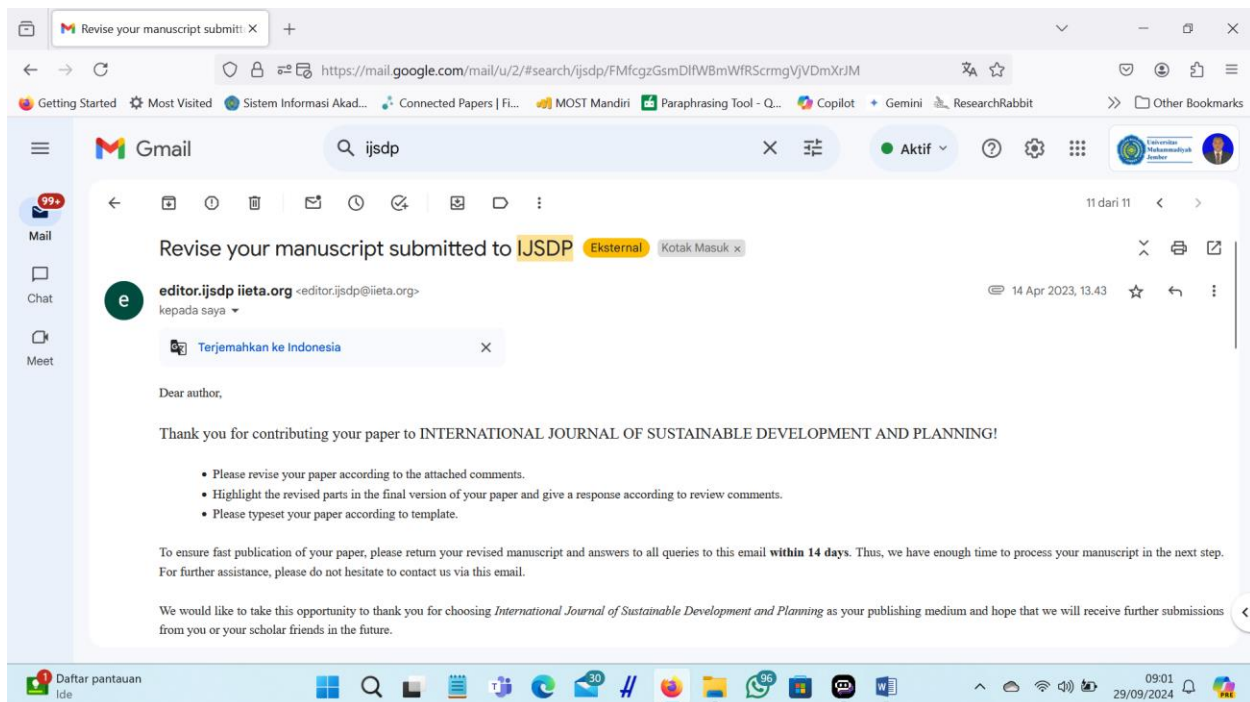 Revise your manuscript submitt
https://mail.google.com/mail/u/2/#search/ijsdp/FMfcgzGsmDlfWBmWfRScrmgVjVDmXrJM
Getting Started Most Visited Sistem Informasi Akad... Connected Papers | Fi... MOST Mandiri Paraphrasing Tool - Q... Copilot Gemini ResearchRabbit Other Bookmarks
Gmail ijsdp Aktif Universitas Muhammadiyah Jember
99+
Mail
Chat
Meet
11 dari 11
Revise your manuscript submitted to IJSDP Eksternal Kotak Masuk ×
e
editor.ijsdp iieta.org <editor.ijsdp@iieta.org> 14 Apr 2023, 13.43
kepada saya
Terjemahkan ke Indonesia
Dear author,
Thank you for contributing your paper to INTERNATIONAL JOURNAL OF SUSTAINABLE DEVELOPMENT AND PLANNING!
• Please revise your paper according to the attached comments.
• Highlight the revised parts in the final version of your paper and give a response according to review comments.
• Please typeset your paper according to template.
To ensure fast publication of your paper, please return your revised manuscript and answers to all queries to this email within 14 days. Thus, we have enough time to process your manuscript in the next step.
For further assistance, please do not hesitate to contact us via this email.
We would like to take this opportunity to thank you for choosing International Journal of Sustainable Development and Planning as your publishing medium and hope that we will receive further submissions
from you or your scholar friends in the future.
1 Daftar pantauan
Ide
30
96
09:01
29/09/2024
PRE